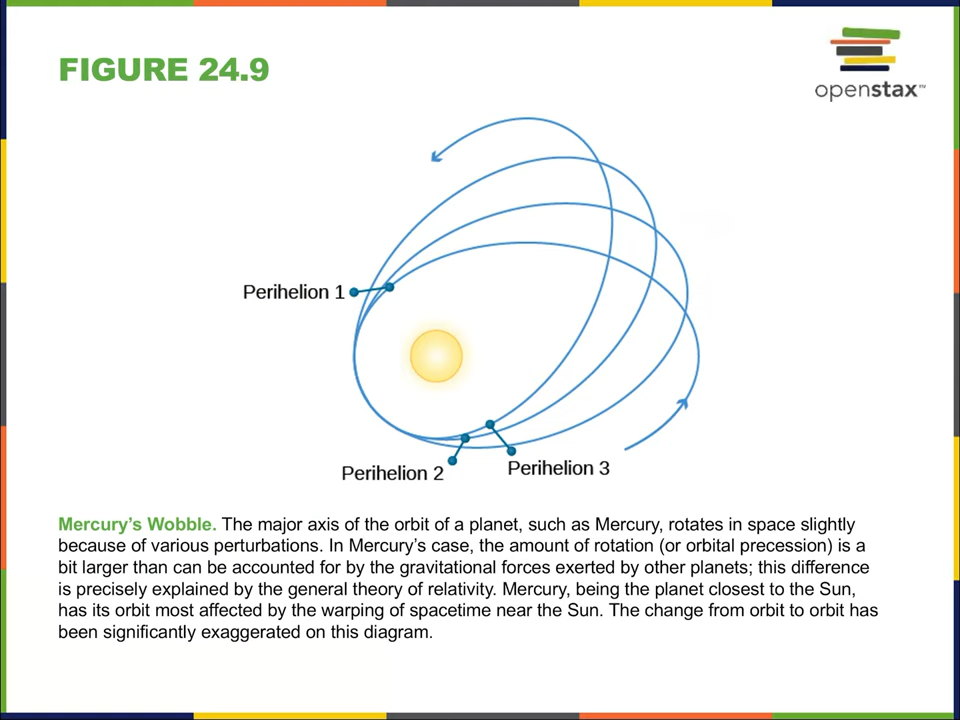 FIGURE 24.9
openstax™
Perihelion 1
Perihelion 2
Perihelion 3
Mercury’s Wobble. The major axis of the orbit of a planet, such as Mercury, rotates in space slightly
because of various perturbations. In Mercury’s case, the amount of rotation (or orbital precession) is a
bit larger than can be accounted for by the gravitational forces exerted by other planets; this difference
is precisely explained by the general theory of relativity. Mercury, being the planet closest to the Sun,
has its orbit most affected by the warping of spacetime near the Sun. The change from orbit to orbit has
been significantly exaggerated on this diagram.